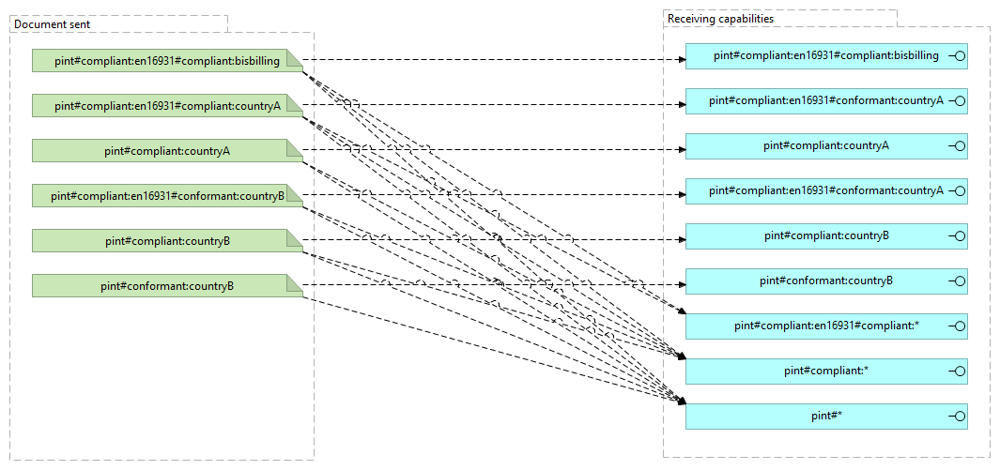 Document sent
pint#compliant:en16931#compliant:bisbilling
pint#compliant:en16931#compliant:countryA
pint#compliant:countryA
pint#compliant:en16931#conformant:countryB
pint#compliant:countryB
pint#conformant:countryB
Receiving capabilities
pint#compliant:en16931#compliant:bisbilling
pint#compliant:en16931#conformant:countryA
pint#compliant:countryA
pint#compliant:en16931#conformant:countryA
pint#compliant:countryB
pint#conformant:countryB
pint#compliant:en16931#compliant:*
pint#compliant:*
pint#*